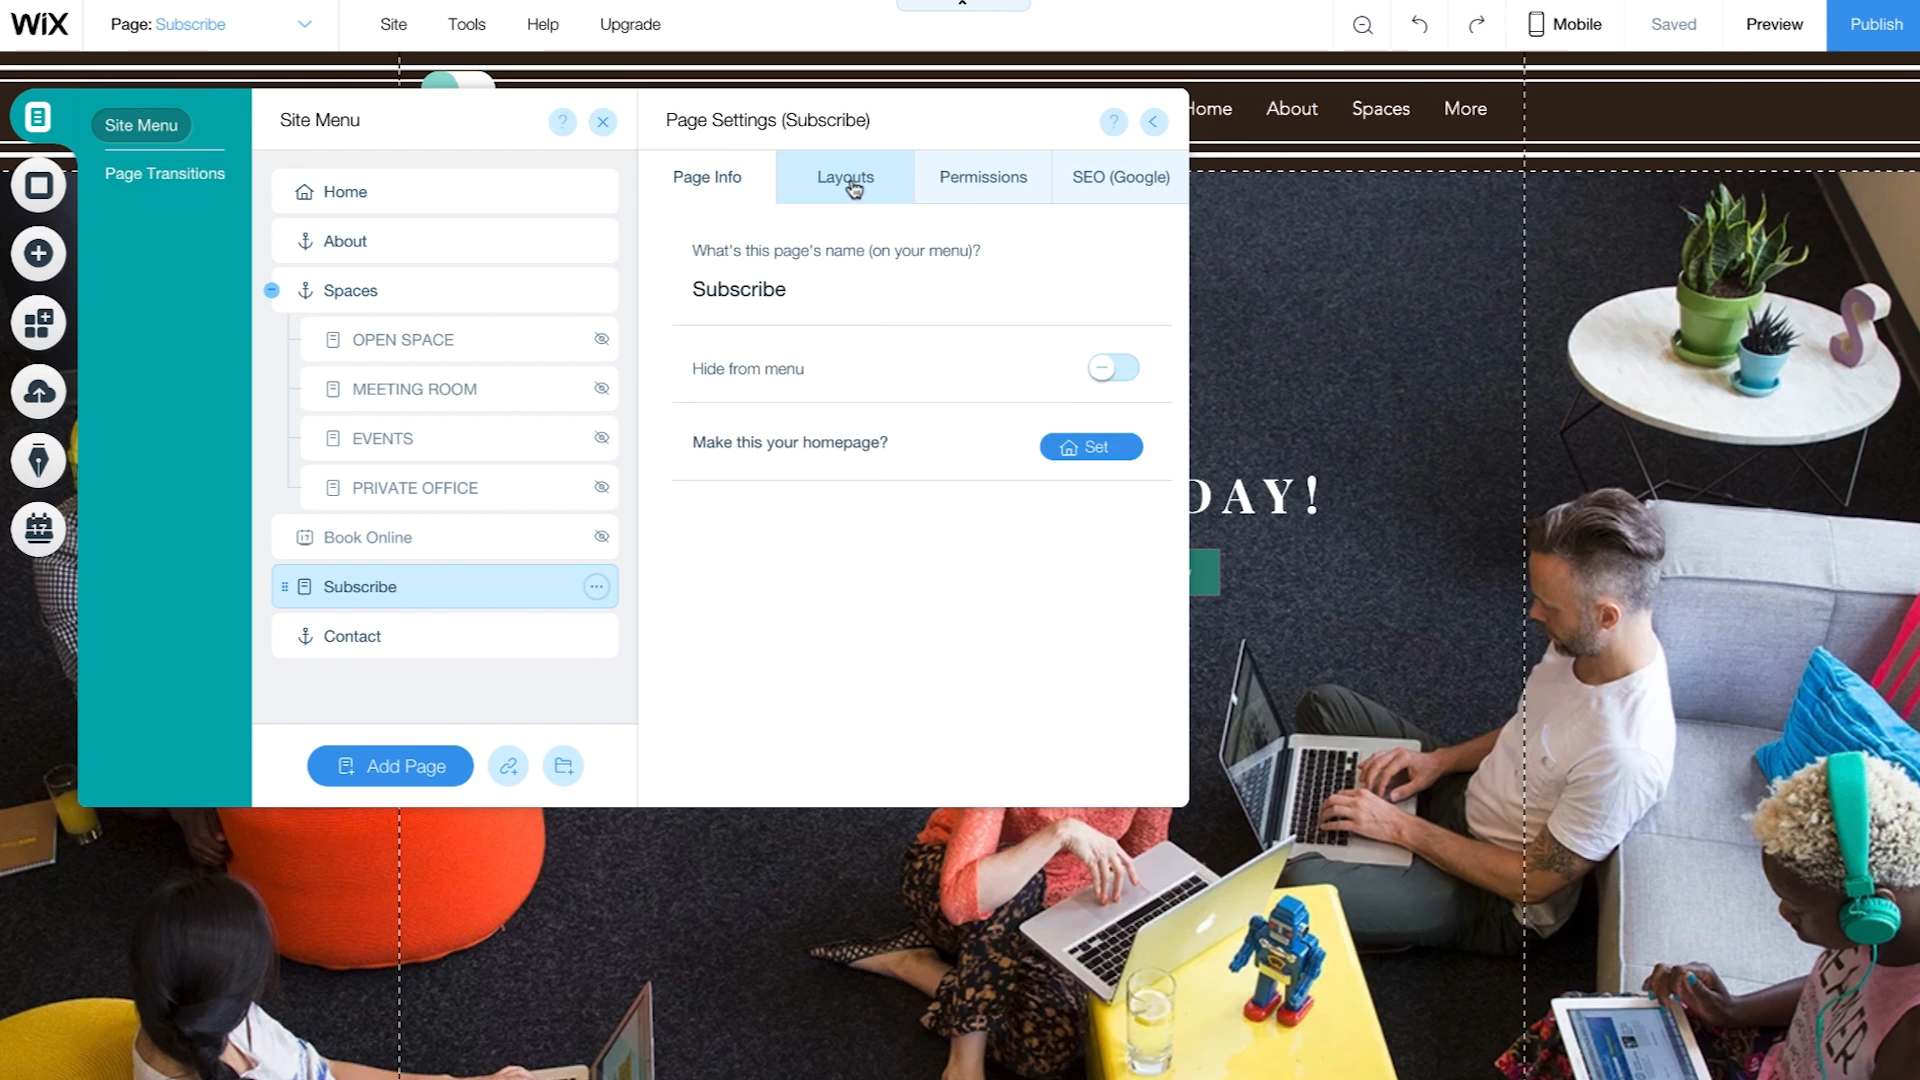 WiX
Page: Subscribe
Site
Tools
Help
Upgrade
Mobile
Saved
Preview
Publish
Home
About
Spaces
More
Site Menu
Page Transitions
Site Menu
?
Home
About
Spaces
OPEN SPACE
MEETING ROOM
EVENTS
PRIVATE OFFICE
17
Book Online
Subscribe
Contact
Add Page
Page Settings (Subscribe)
?
Page Info
Layouts
Permissions
SEO (Google)
What's this page's name (on your menu)?
Subscribe
Hide from menu
Make this your homepage?
Set
17
DAY!